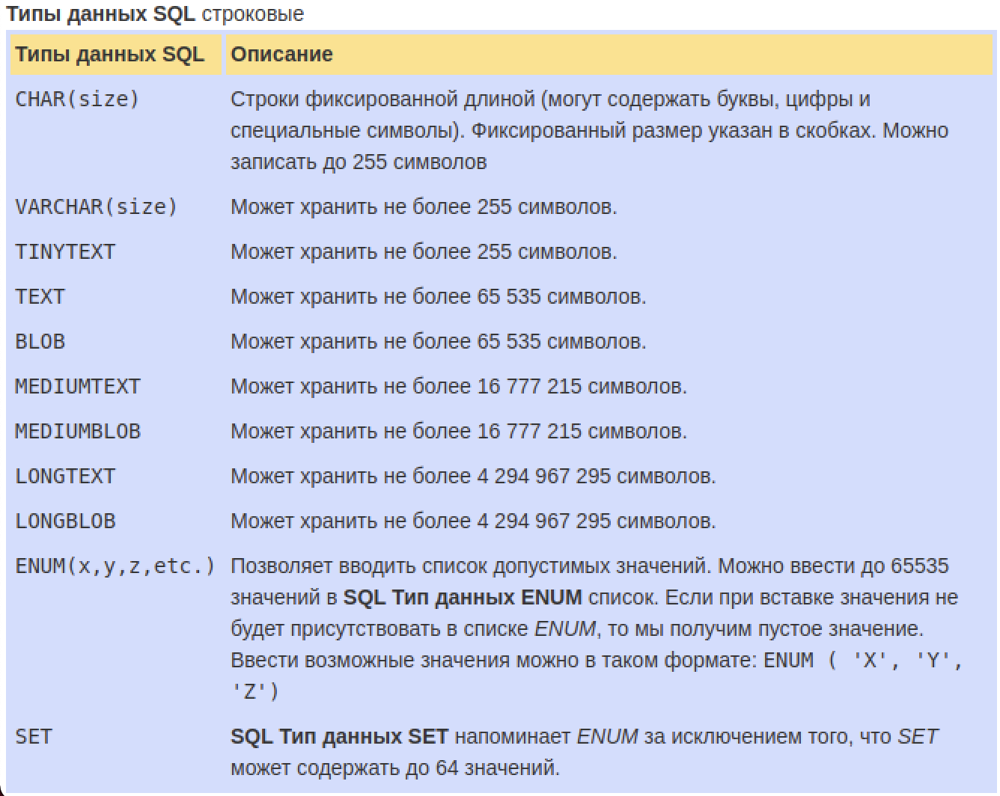 Типы данных SQL строковые
Типы данных SQL Описание
CHAR(size) Строки фиксированной длиной (могут содержать буквы, цифры и
специальные символы). Фиксированный размер указан в скобках. Можно
записать до 255 символов
VARCHAR(size) Может хранить не более 255 символов.
TINYTEXT Может хранить не более 255 символов.
TEXT Может хранить не более 65 535 символов.
BLOB Может хранить не более 65 535 символов.
MEDIUMTEXT Может хранить не более 16 777 215 символов.
MEDIUMBLOB Может хранить не более 16 777 215 символов.
LONGTEXT Может хранить не более 4 294 967 295 символов.
LONGBLOB Может хранить не более 4 294 967 295 символов.
ENUM(x,y,z,etc.) Позволяет вводить список допустимых значений. Можно ввести до 65535
значений в SQL Тип данных ENUM список. Если при вставке значения не
будет присутствовать в списке ENUM, то мы получим пустое значение.
Ввести возможные значения можно в таком формате: ENUM ( 'X', 'Y',
'Z')
SET SQL Тип данных SET напоминает ENUM за исключением того, что SET
может содержать до 64 значений.